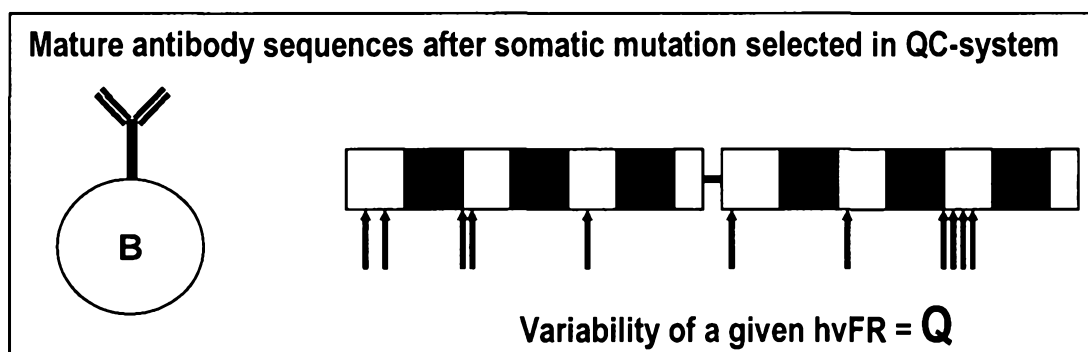 Mature antibody sequences after somatic mutation selected in QC-system
B
Variability of a given hvFR = Q